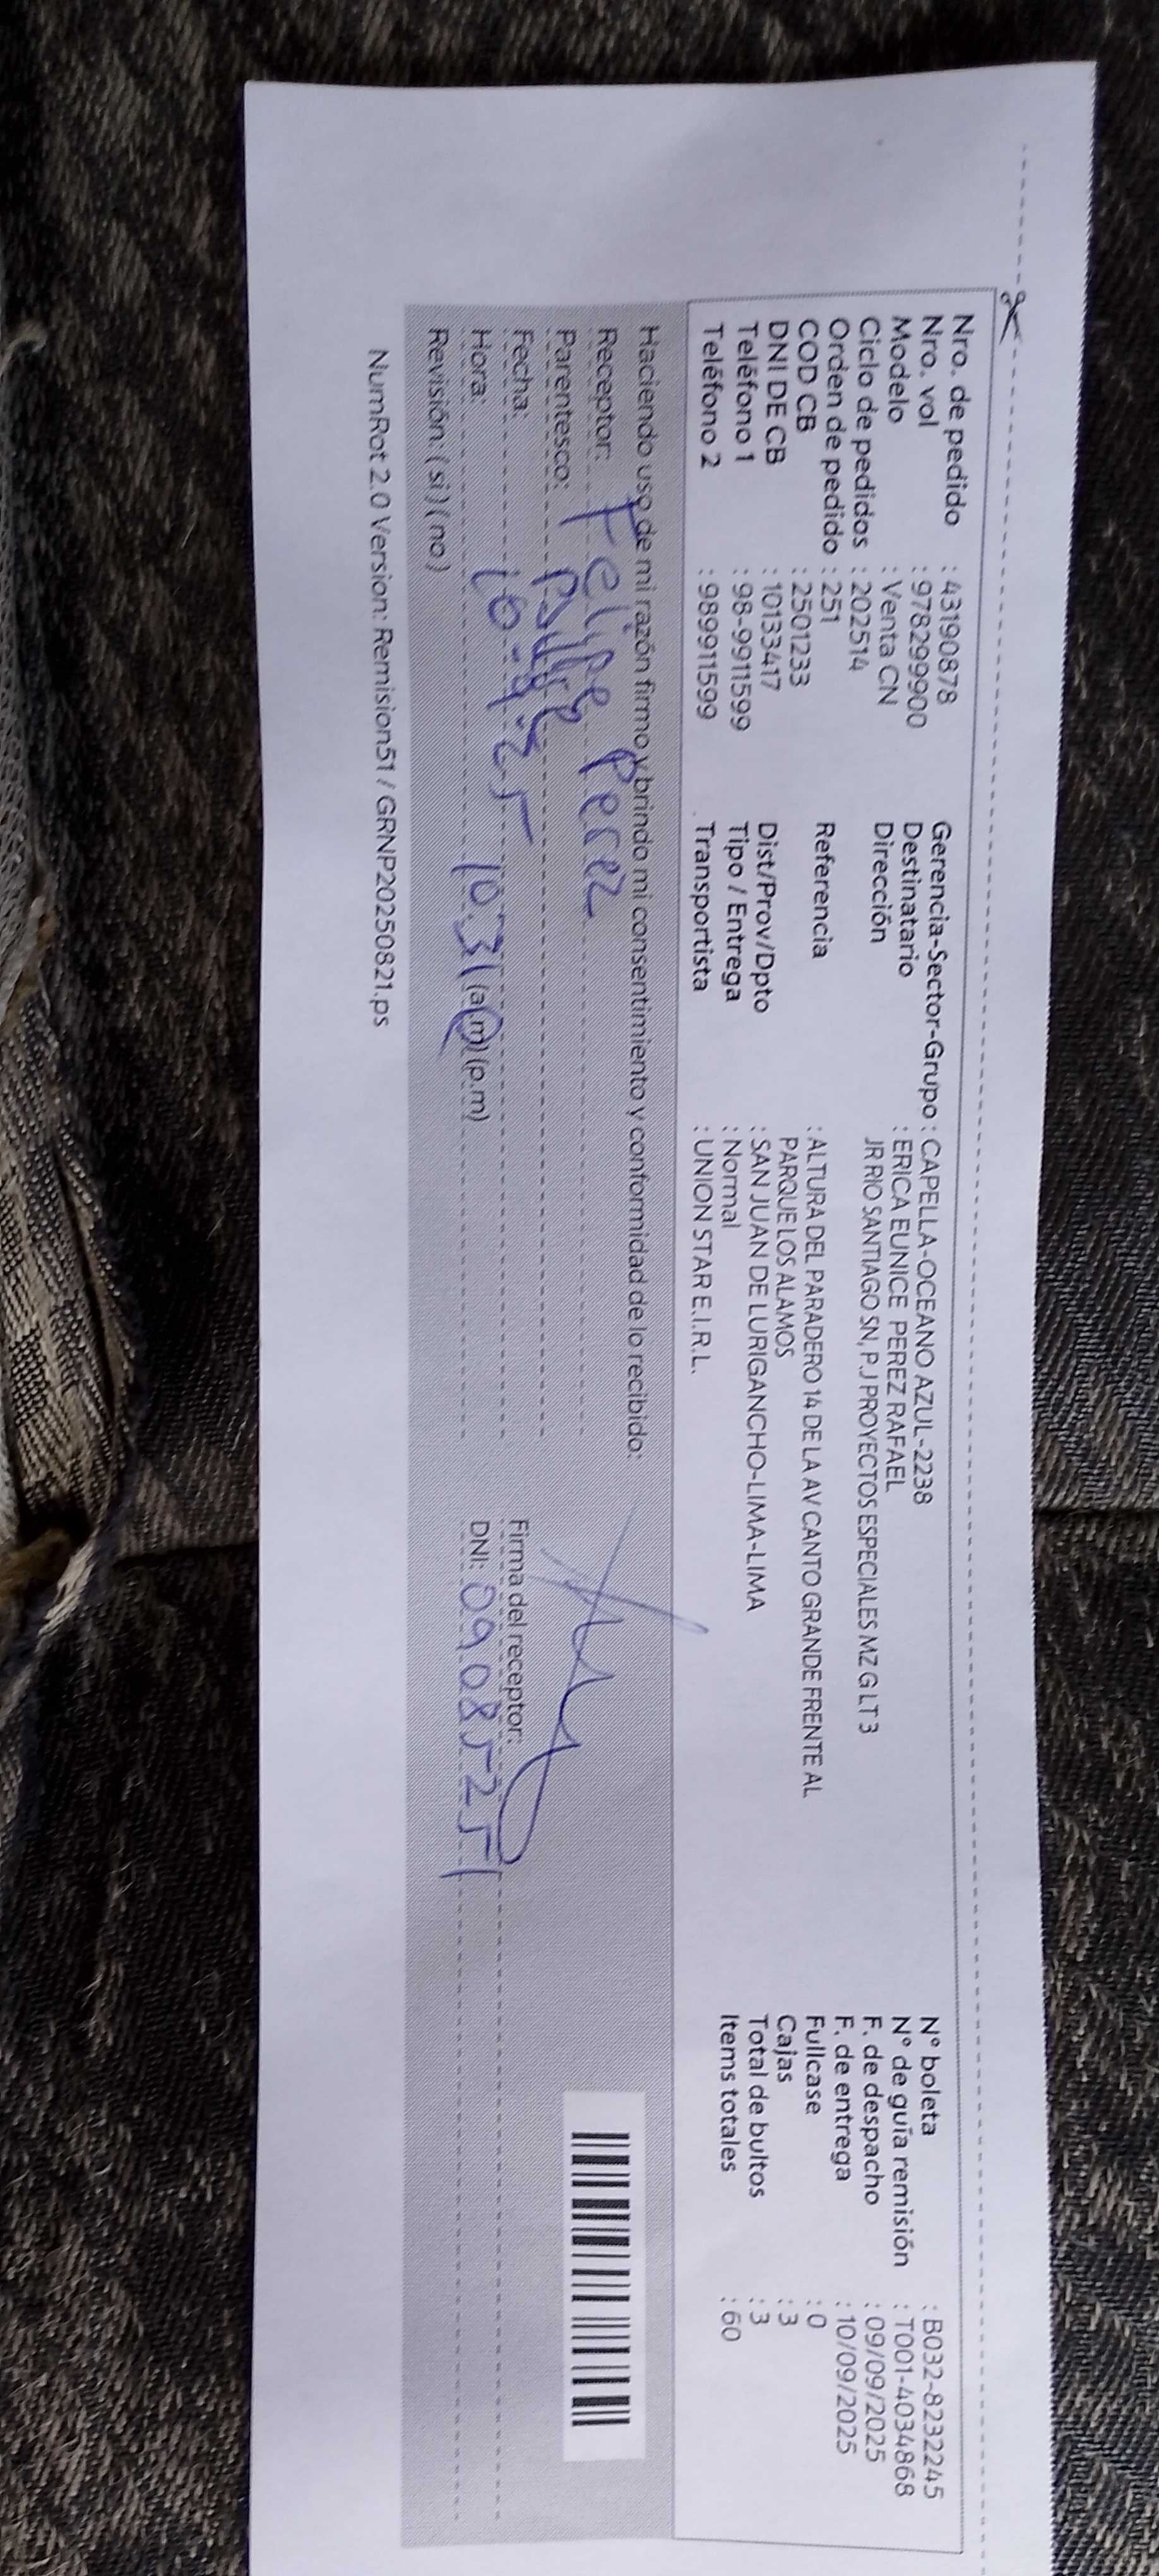 Nro. de pedido : 43190878
Nro. vol : 978299900
Modelo : Venta CN
Ciclo de pedidos : 202514
Orden de pedido : 251
COD CB : 2501233
DNI DE CB : 10133417
Teléfono 1 : 98-9911599
Teléfono 2 : 989911599
Gerencia-Sector-Grupo : CAPELLA-OCEANO AZUL-2238
Destinatario : ERICA EUNICE PEREZ RAFAEL
Dirección JR RIO SANTIAGO SN, P.J PROYECTOS ESPECIALES MZ G LT 3
Referencia : ALTURA DEL PARADERO 14 DE LA AV CANTO GRANDE FRENTE AL
PARQUE LOS ALAMOS
Dist/Prov/Dpto : SAN JUAN DE LURIGANCHO-LIMA-LIMA
Tipo / Entrega : Normal
Transportista : UNION STAR E.I.R.L.
N° boleta : B032-8232245
N° de guía remisión : T001-4034868
F. de despacho : 09/09/2025
F. de entrega : 10/09/2025
Fullcase : 0
Cajas : 3
Total de bultos : 3
Items totales : 60
Haciendo uso de mi razón firmo y brindo mi consentimiento y conformidad de lo recibido:
Receptor: Felipe Perez
Parentesco: Padre
Fecha: 10-9-25
Hora: (a.m) (p.m)
Revisión: ( si ) ( no )
Firma del receptor:
DNI: 09085251
NumRot 2.0 Version: Remision51 / GRNP20250821.ps